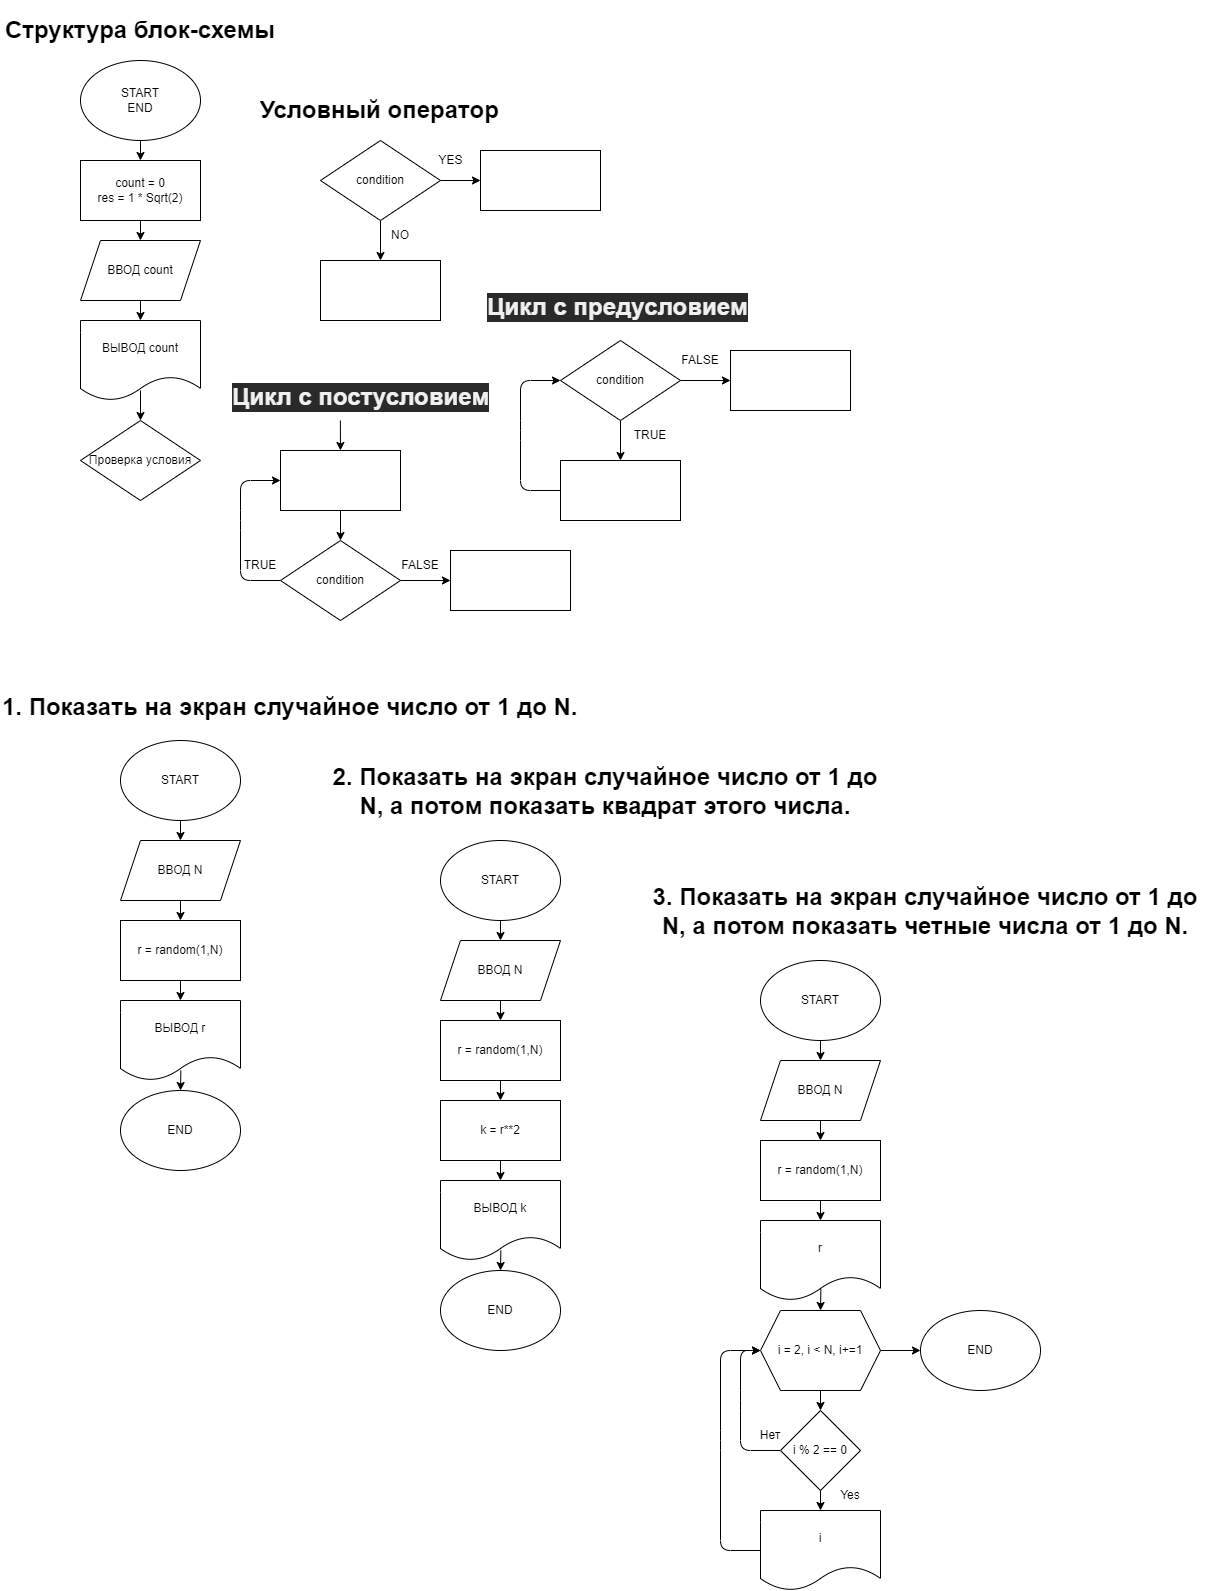 Структура блок-схемы
START
END
count = 0
res = 1 * Sqrt(2)
ВВОД count
ВЫВОД count
Проверка условия
Условный оператор
condition
YES
NO
Цикл с предусловием
condition
FALSE
TRUE
Цикл с постусловием
TRUE
condition
FALSE
1. Показать на экран случайное число от 1 до N.
START
ВВОД N
r = random(1,N)
ВЫВОД r
END
2. Показать на экран случайное число от 1 до
N, а потом показать квадрат этого числа.
START
ВВОД N
r = random(1,N)
k = r**2
ВЫВОД k
END
3. Показать на экран случайное число от 1 до
N, а потом показать четные числа от 1 до N.
START
ВВОД N
r = random(1,N)
r
i = 2, i < N, i+=1
END
Нет
i % 2 == 0
Yes
i